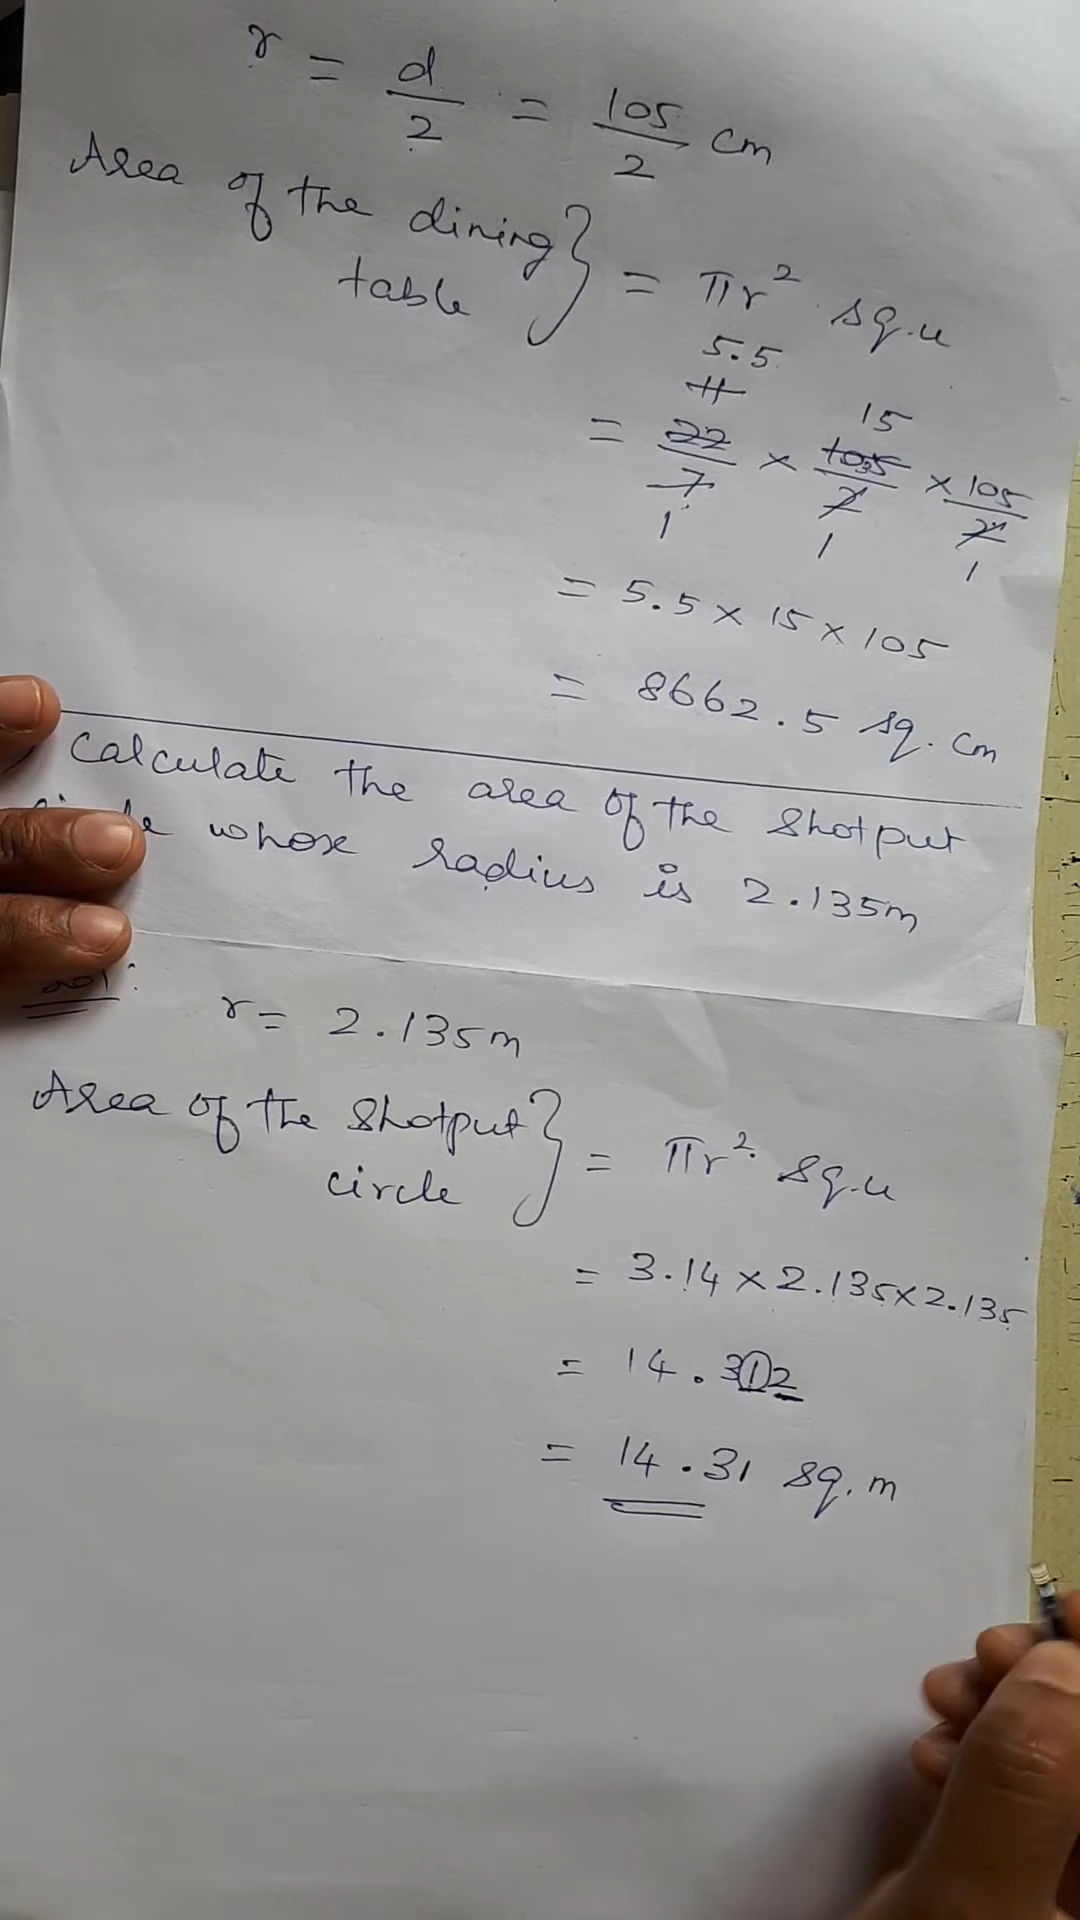 r = d/2 = 105/2 cm
Area of the dining table } = πr² sq.u
5.5
11 15
= 22/7 × 105/2 × 105/2
1 1 1
= 5.5 × 15 × 105
= 8662.5 sq. cm
Calculate the area of the shotput
whose radius is 2.135m
Sol:
r = 2.135m
Area of the shotput circle } = πr² sq.u
= 3.14 × 2.135 × 2.135
= 14.312
= 14.31 sq. m